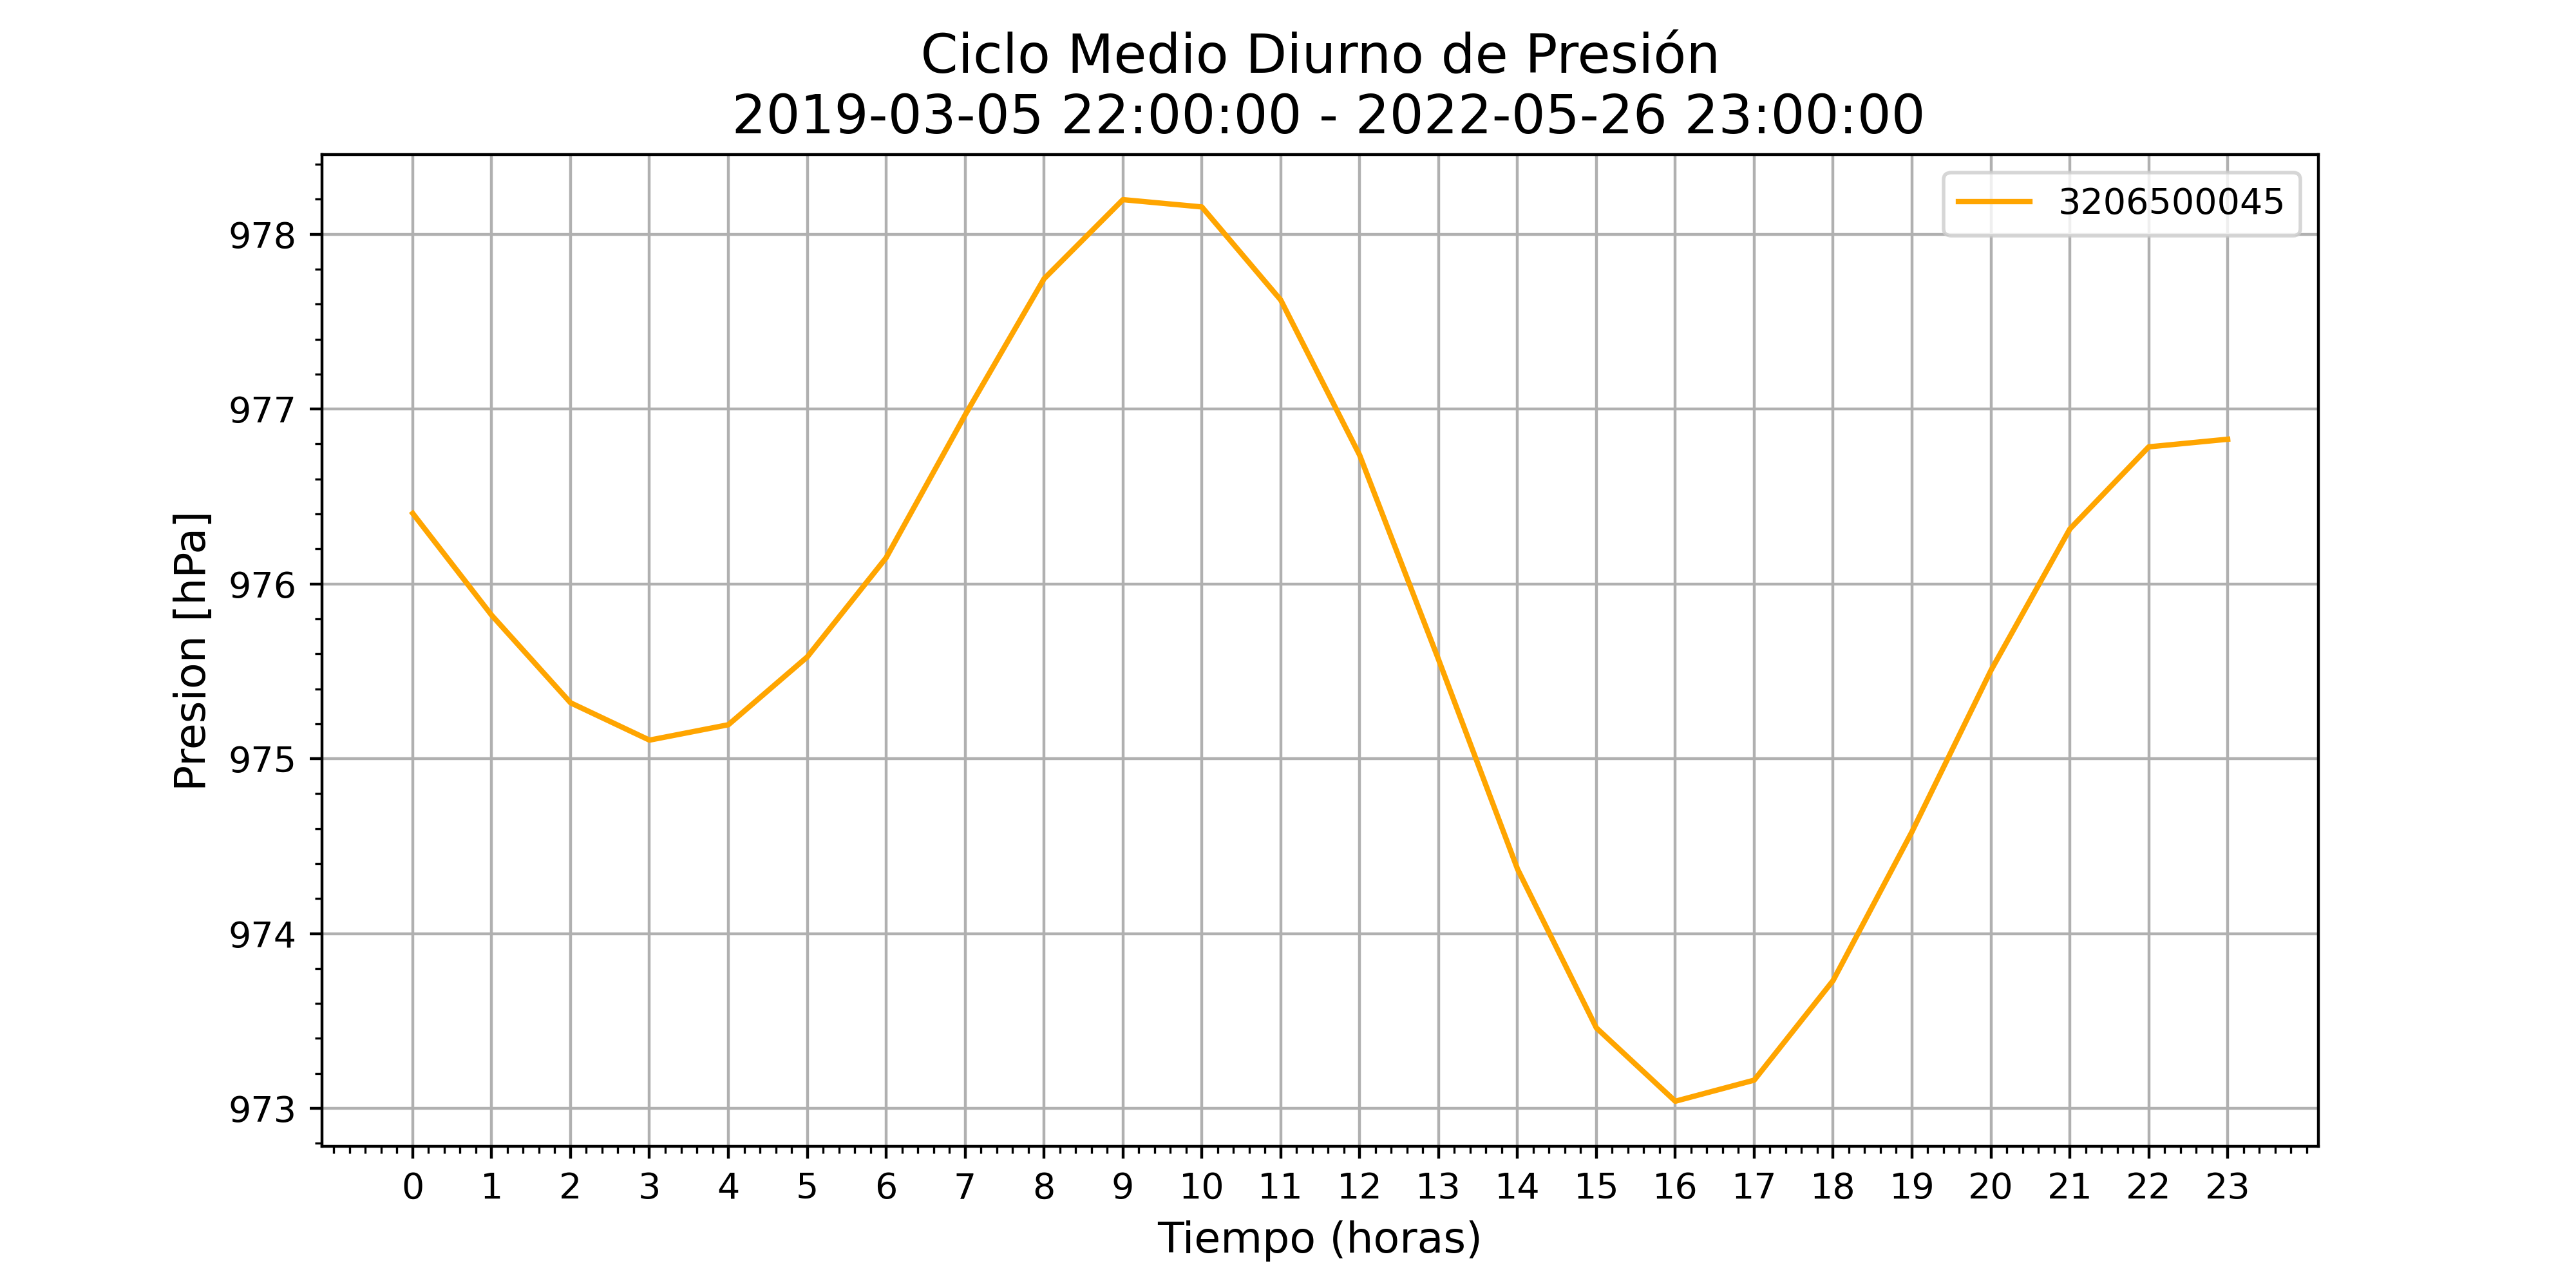 Ciclo Medio Diurno de Presión
2019-03-05 22:00:00 - 2022-05-26 23:00:00
3206500045
Presion [hPa]
978
977
976
975
974
973
0 1 2 3 4 5 6 7 8 9 10 11 12 13 14 15 16 17 18 19 20 21 22 23
Tiempo (horas)